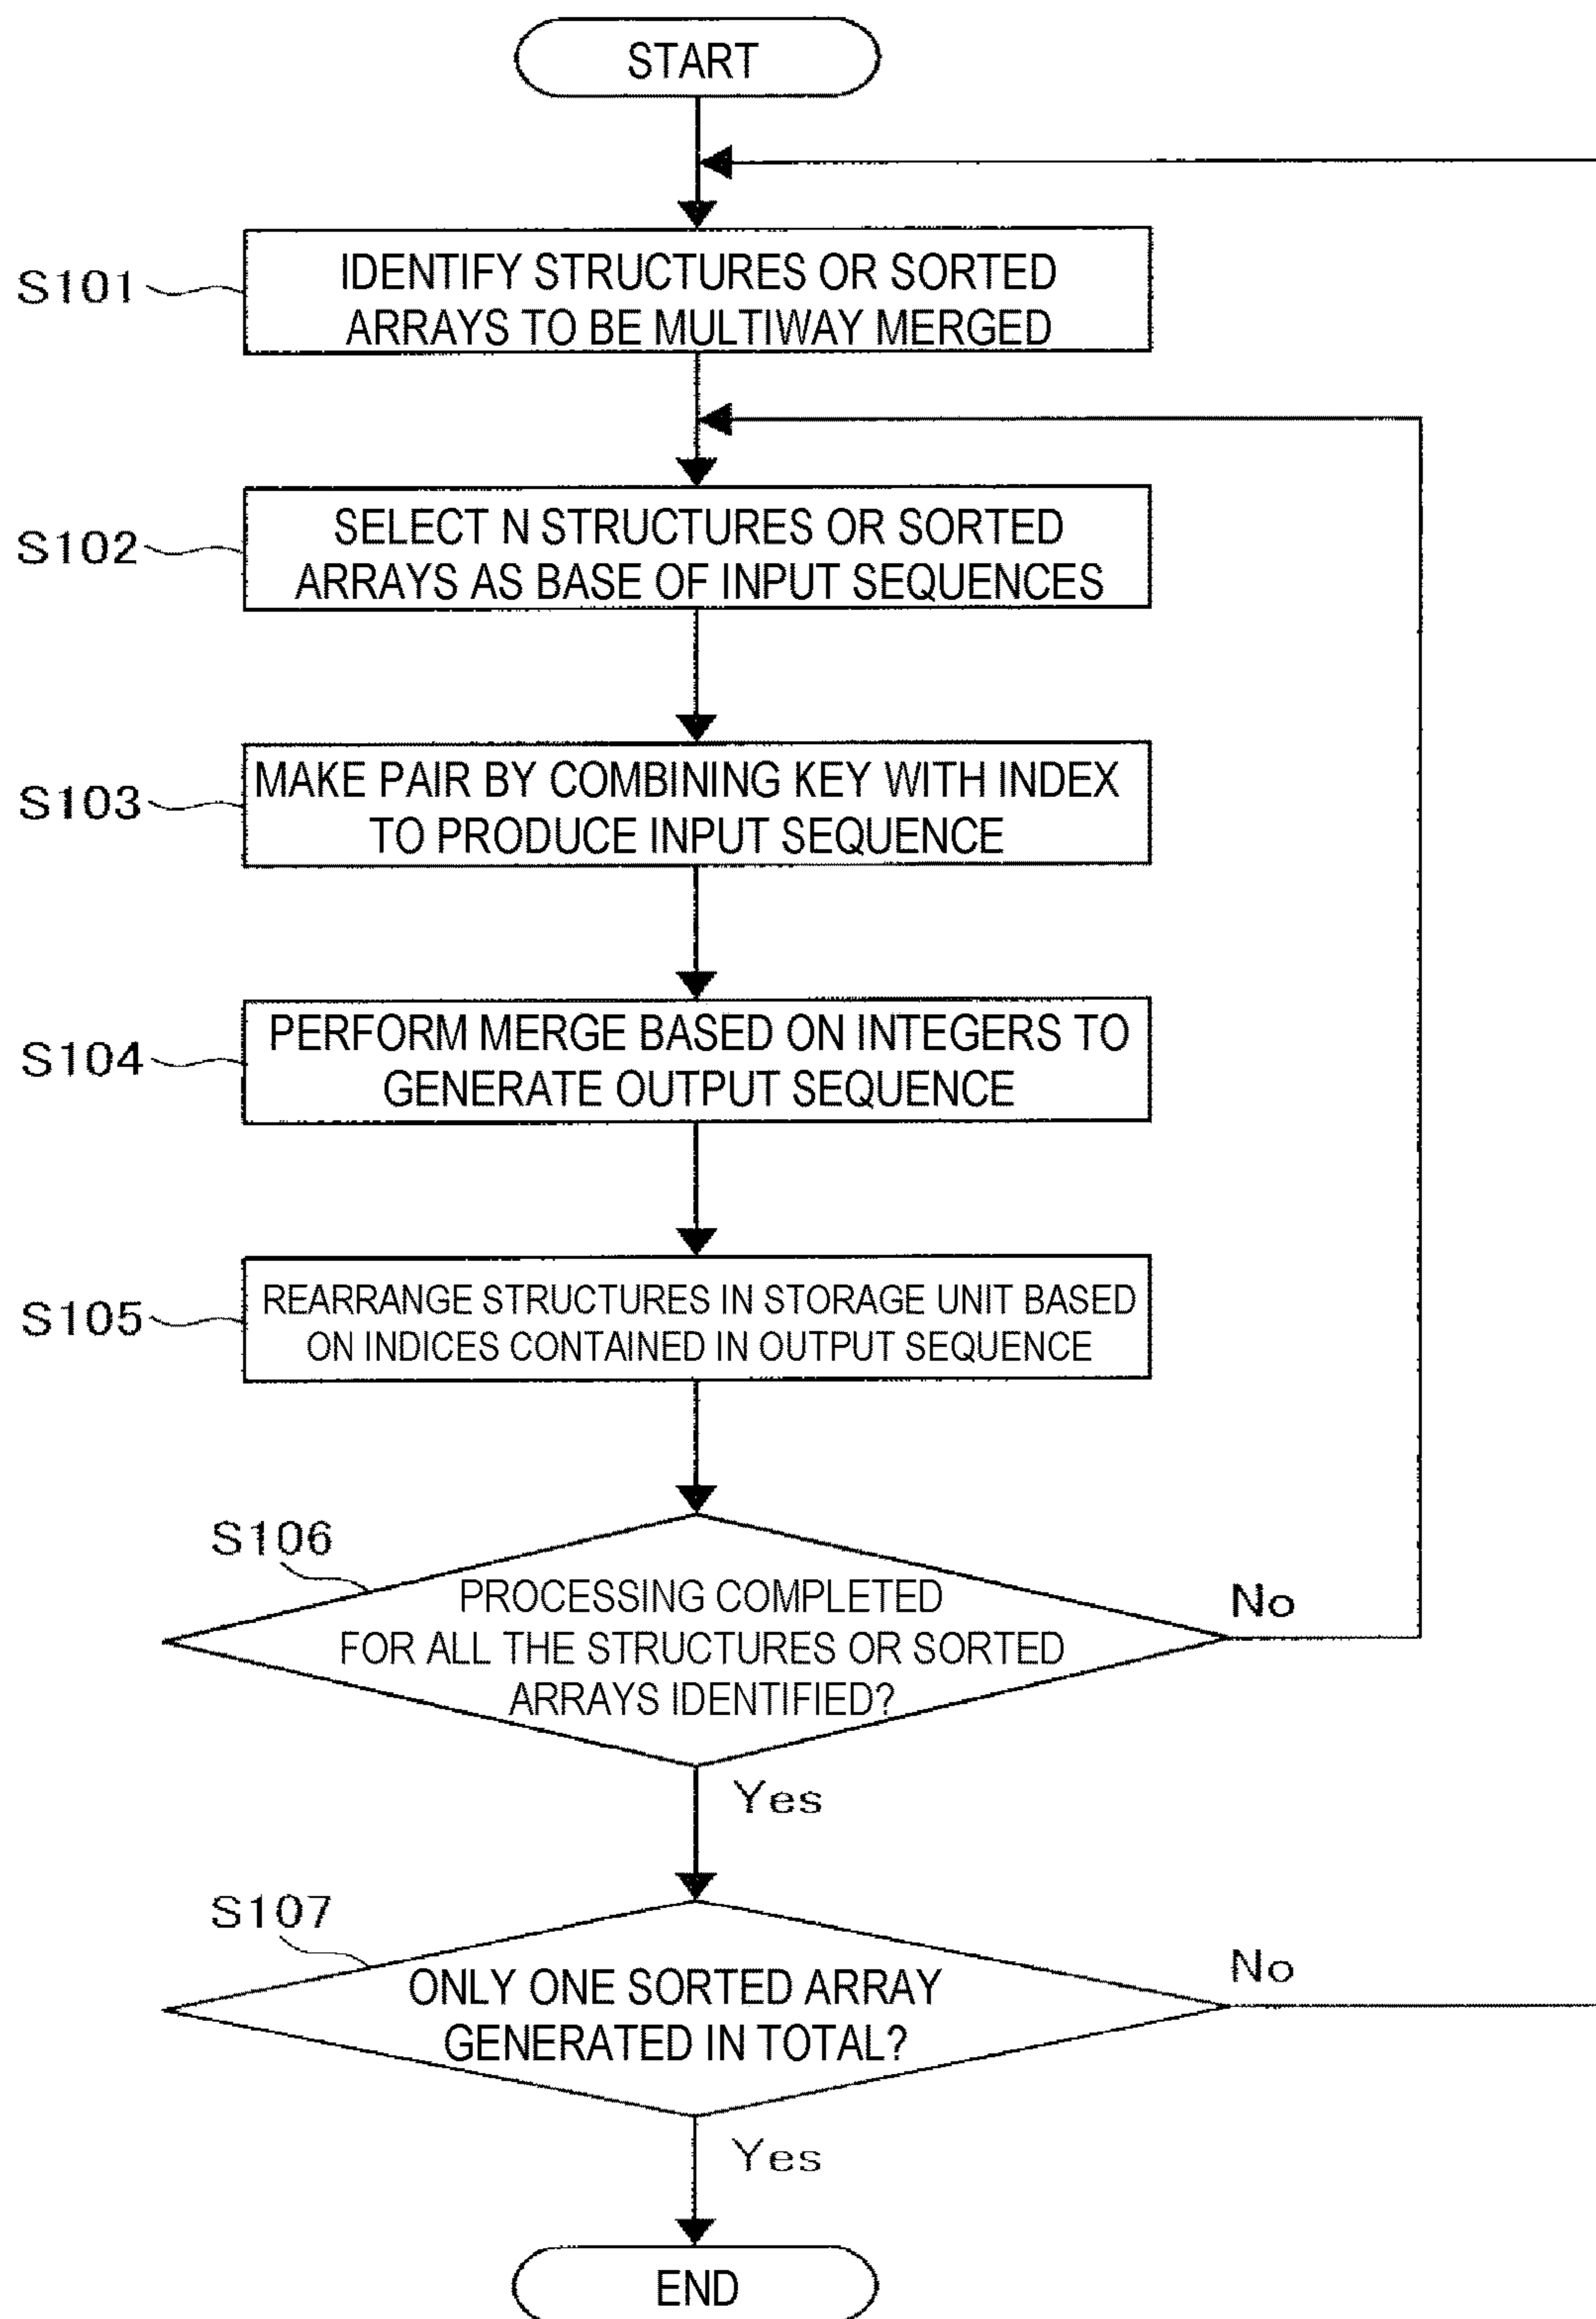 START
S101
IDENTIFY STRUCTURES OR SORTED
ARRAYS TO BE MULTIWAY MERGED
S102
SELECT N STRUCTURES OR SORTED
ARRAYS AS BASE OF INPUT SEQUENCES
S103
MAKE PAIR BY COMBINING KEY WITH INDEX
TO PRODUCE INPUT SEQUENCE
S104
PERFORM MERGE BASED ON INTEGERS TO
GENERATE OUTPUT SEQUENCE
S105
REARRANGE STRUCTURES IN STORAGE UNIT BASED
ON INDICES CONTAINED IN OUTPUT SEQUENCE
S106
PROCESSING COMPLETED
FOR ALL THE STRUCTURES OR SORTED
ARRAYS IDENTIFIED?
No
Yes
S107
ONLY ONE SORTED ARRAY
GENERATED IN TOTAL?
No
Yes
END